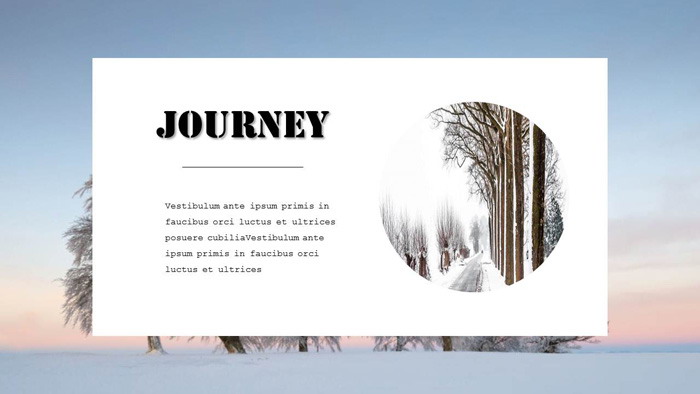 JOURNEY
Vestibulum ante ipsum primis in
faucibus orci luctus et ultrices
posuere cubiliaVestibulum ante
ipsum primis in faucibus orci
luctus et ultrices